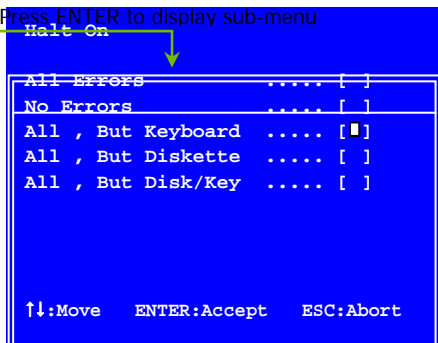 Press ENTER to display sub-menu
Halt On
All Errors ..... [ ]
No Errors ..... [ ]
All , But Keyboard ..... [▯]
All , But Diskette ..... [ ]
All , But Disk/Key ..... [ ]
↑↓:Move ENTER:Accept ESC:Abort